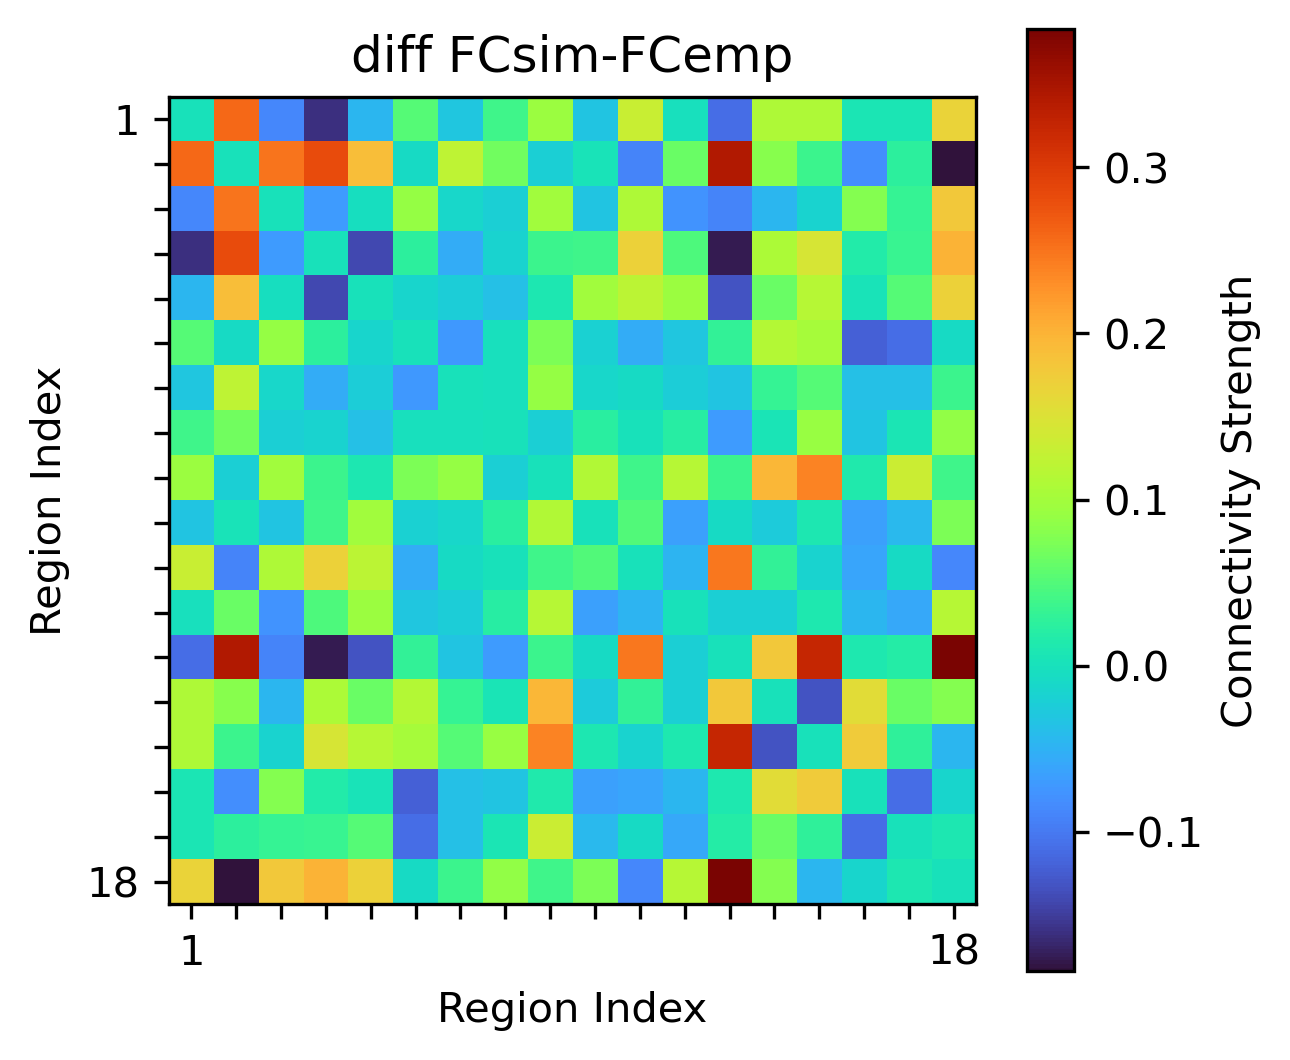 diff FCsim-FCemp
1
18
Region Index
1
18
Region Index
0.3
0.2
0.1
0.0
−0.1
Connectivity Strength